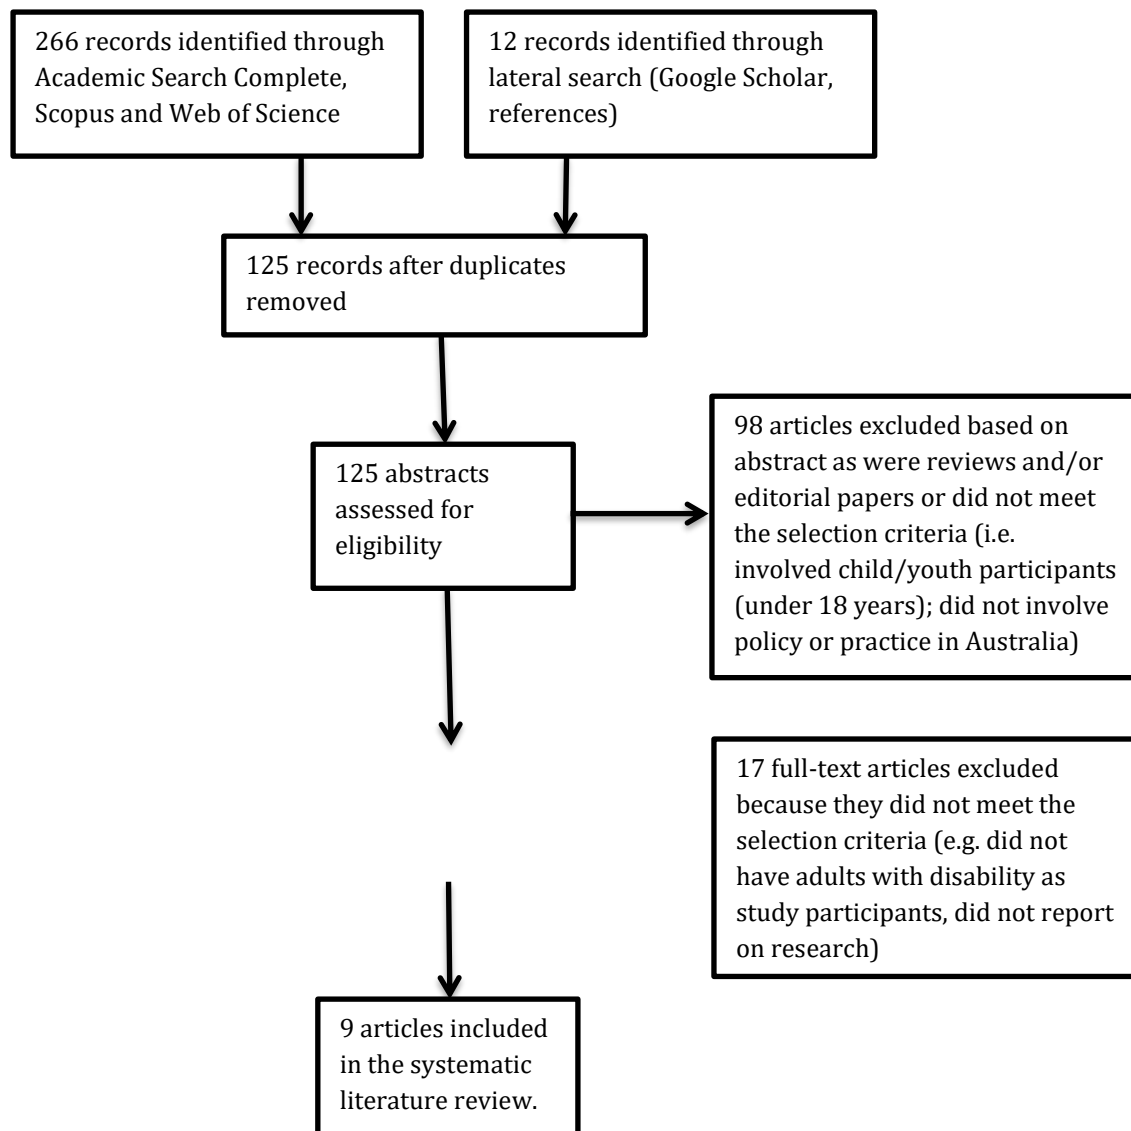 266 records identified through
Academic Search Complete,
Scopus and Web of Science
12 records identified through
lateral search (Google Scholar,
references)
125 records after duplicates
removed
125 abstracts
assessed for
eligibility
98 articles excluded based on
abstract as were reviews and/or
editorial papers or did not meet
the selection criteria (i.e.
involved child/youth participants
(under 18 years); did not involve
policy or practice in Australia)
17 full-text articles excluded
because they did not meet the
selection criteria (e.g. did not
have adults with disability as
study participants, did not report
on research)
9 articles included
in the systematic
literature review.